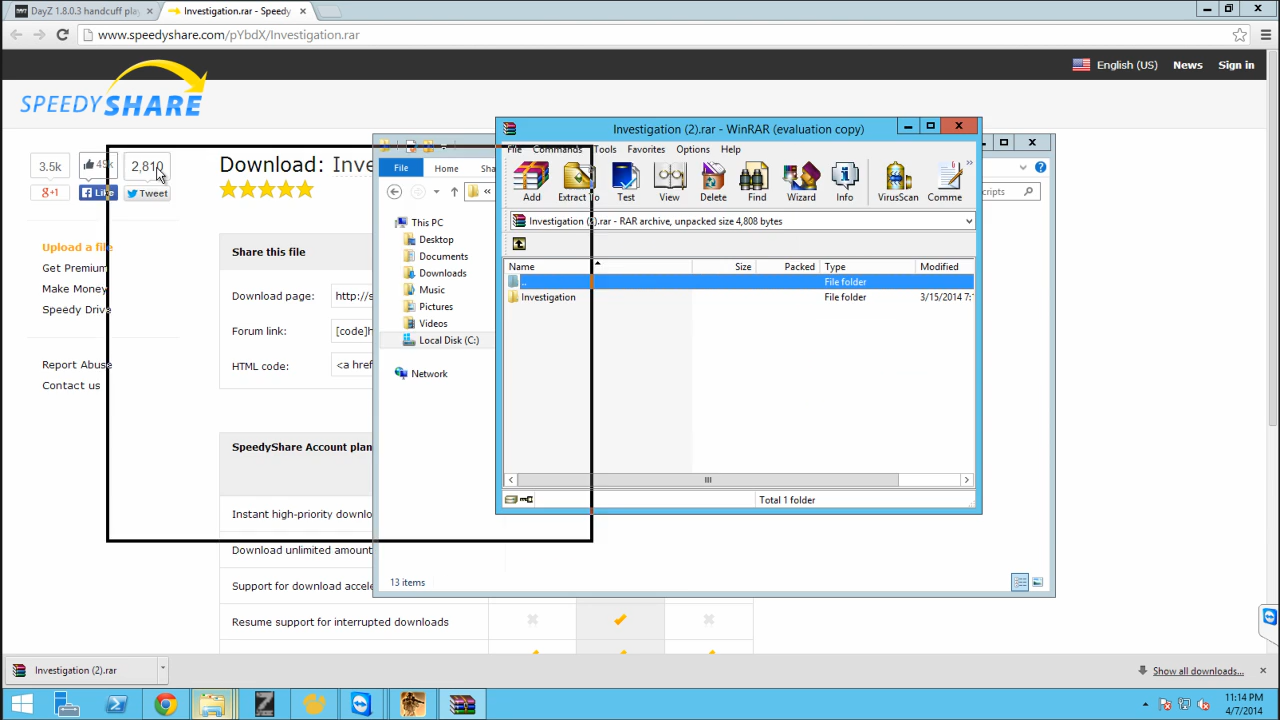 DayZ 1.8.0.3 handcuff pla
Investigation.rar - Speedy
www.speedyshare.com/pYbdX/Investigation.rar
English (US) News Sign in
SPEEDYSHARE
3.5k 2,810
Download: Inve
+1 Like Tweet
Upload a file
Get Premium
Make Money
Speedy Drive
Report Abuse
Contact us
Share this file
Download page: http://s
Forum link: [code]h
HTML code: <a href
SpeedyShare Account plan
Instant high-priority downlo
Download unlimited amount
Support for download accele
Resume support for interrupted downloads
File Home Sha
«
cripts
This PC
Desktop
Documents
Downloads
Music
Pictures
Videos
Local Disk (C:)
Network
13 items
Investigation (2).rar - WinRAR (evaluation copy)
File Commands Tools Favorites Options Help
Add Extract To Test View Delete Find Wizard Info VirusScan Comme
Investigation (2).rar - RAR archive, unpacked size 4,808 bytes
Name Size Packed Type Modified
.. File folder
Investigation File folder 3/15/2014 7:
Total 1 folder
Investigation (2).rar
Show all downloads...
11:14 PM
4/7/2014